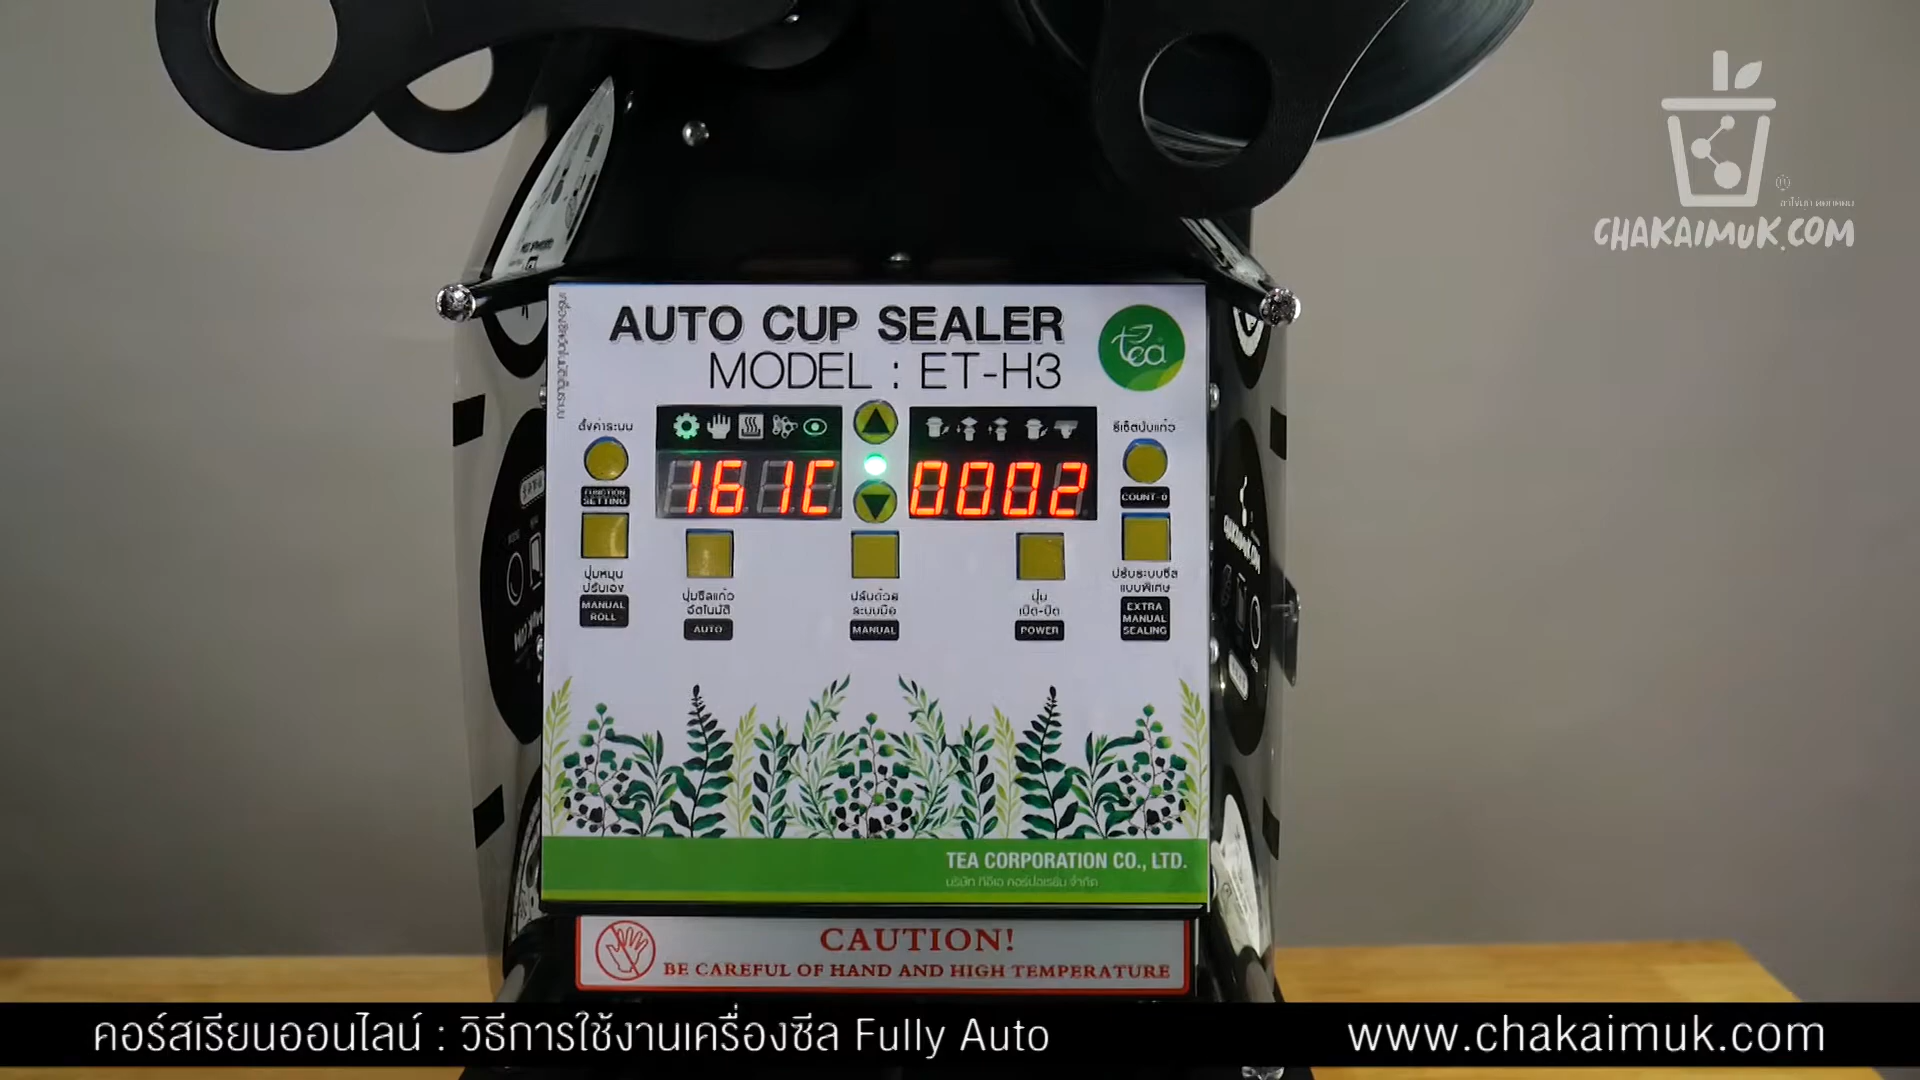 CHAKAIMUK.COM
AUTO CUP SEALER
MODEL : ET-H3
Tea
ตั้งค่าระบบ
รีเซ็ตนับแก้ว
161C
0002
FUNCTION
SETTING
COUNT-0
ปุ่มหมุน
ปรับเอง
MANUAL
ROLL
ปุ่มซีลแก้ว
อัตโนมัติ
AUTO
ปรับด้วย
ระบบมือ
MANUAL
ปุ่ม
เปิด-ปิด
POWER
ปรับระบบซีล
แบบพิเศษ
EXTRA
MANUAL
SEALING
TEA CORPORATION CO., LTD.
บริษัท ทีอีเอ คอร์ปอเรชัน จำกัด
CAUTION!
BE CAREFUL OF HAND AND HIGH TEMPERATURE
คอร์สเรียนออนไลน์ : วิธีการใช้งานเครื่องซีล Fully Auto
www.chakaimuk.com